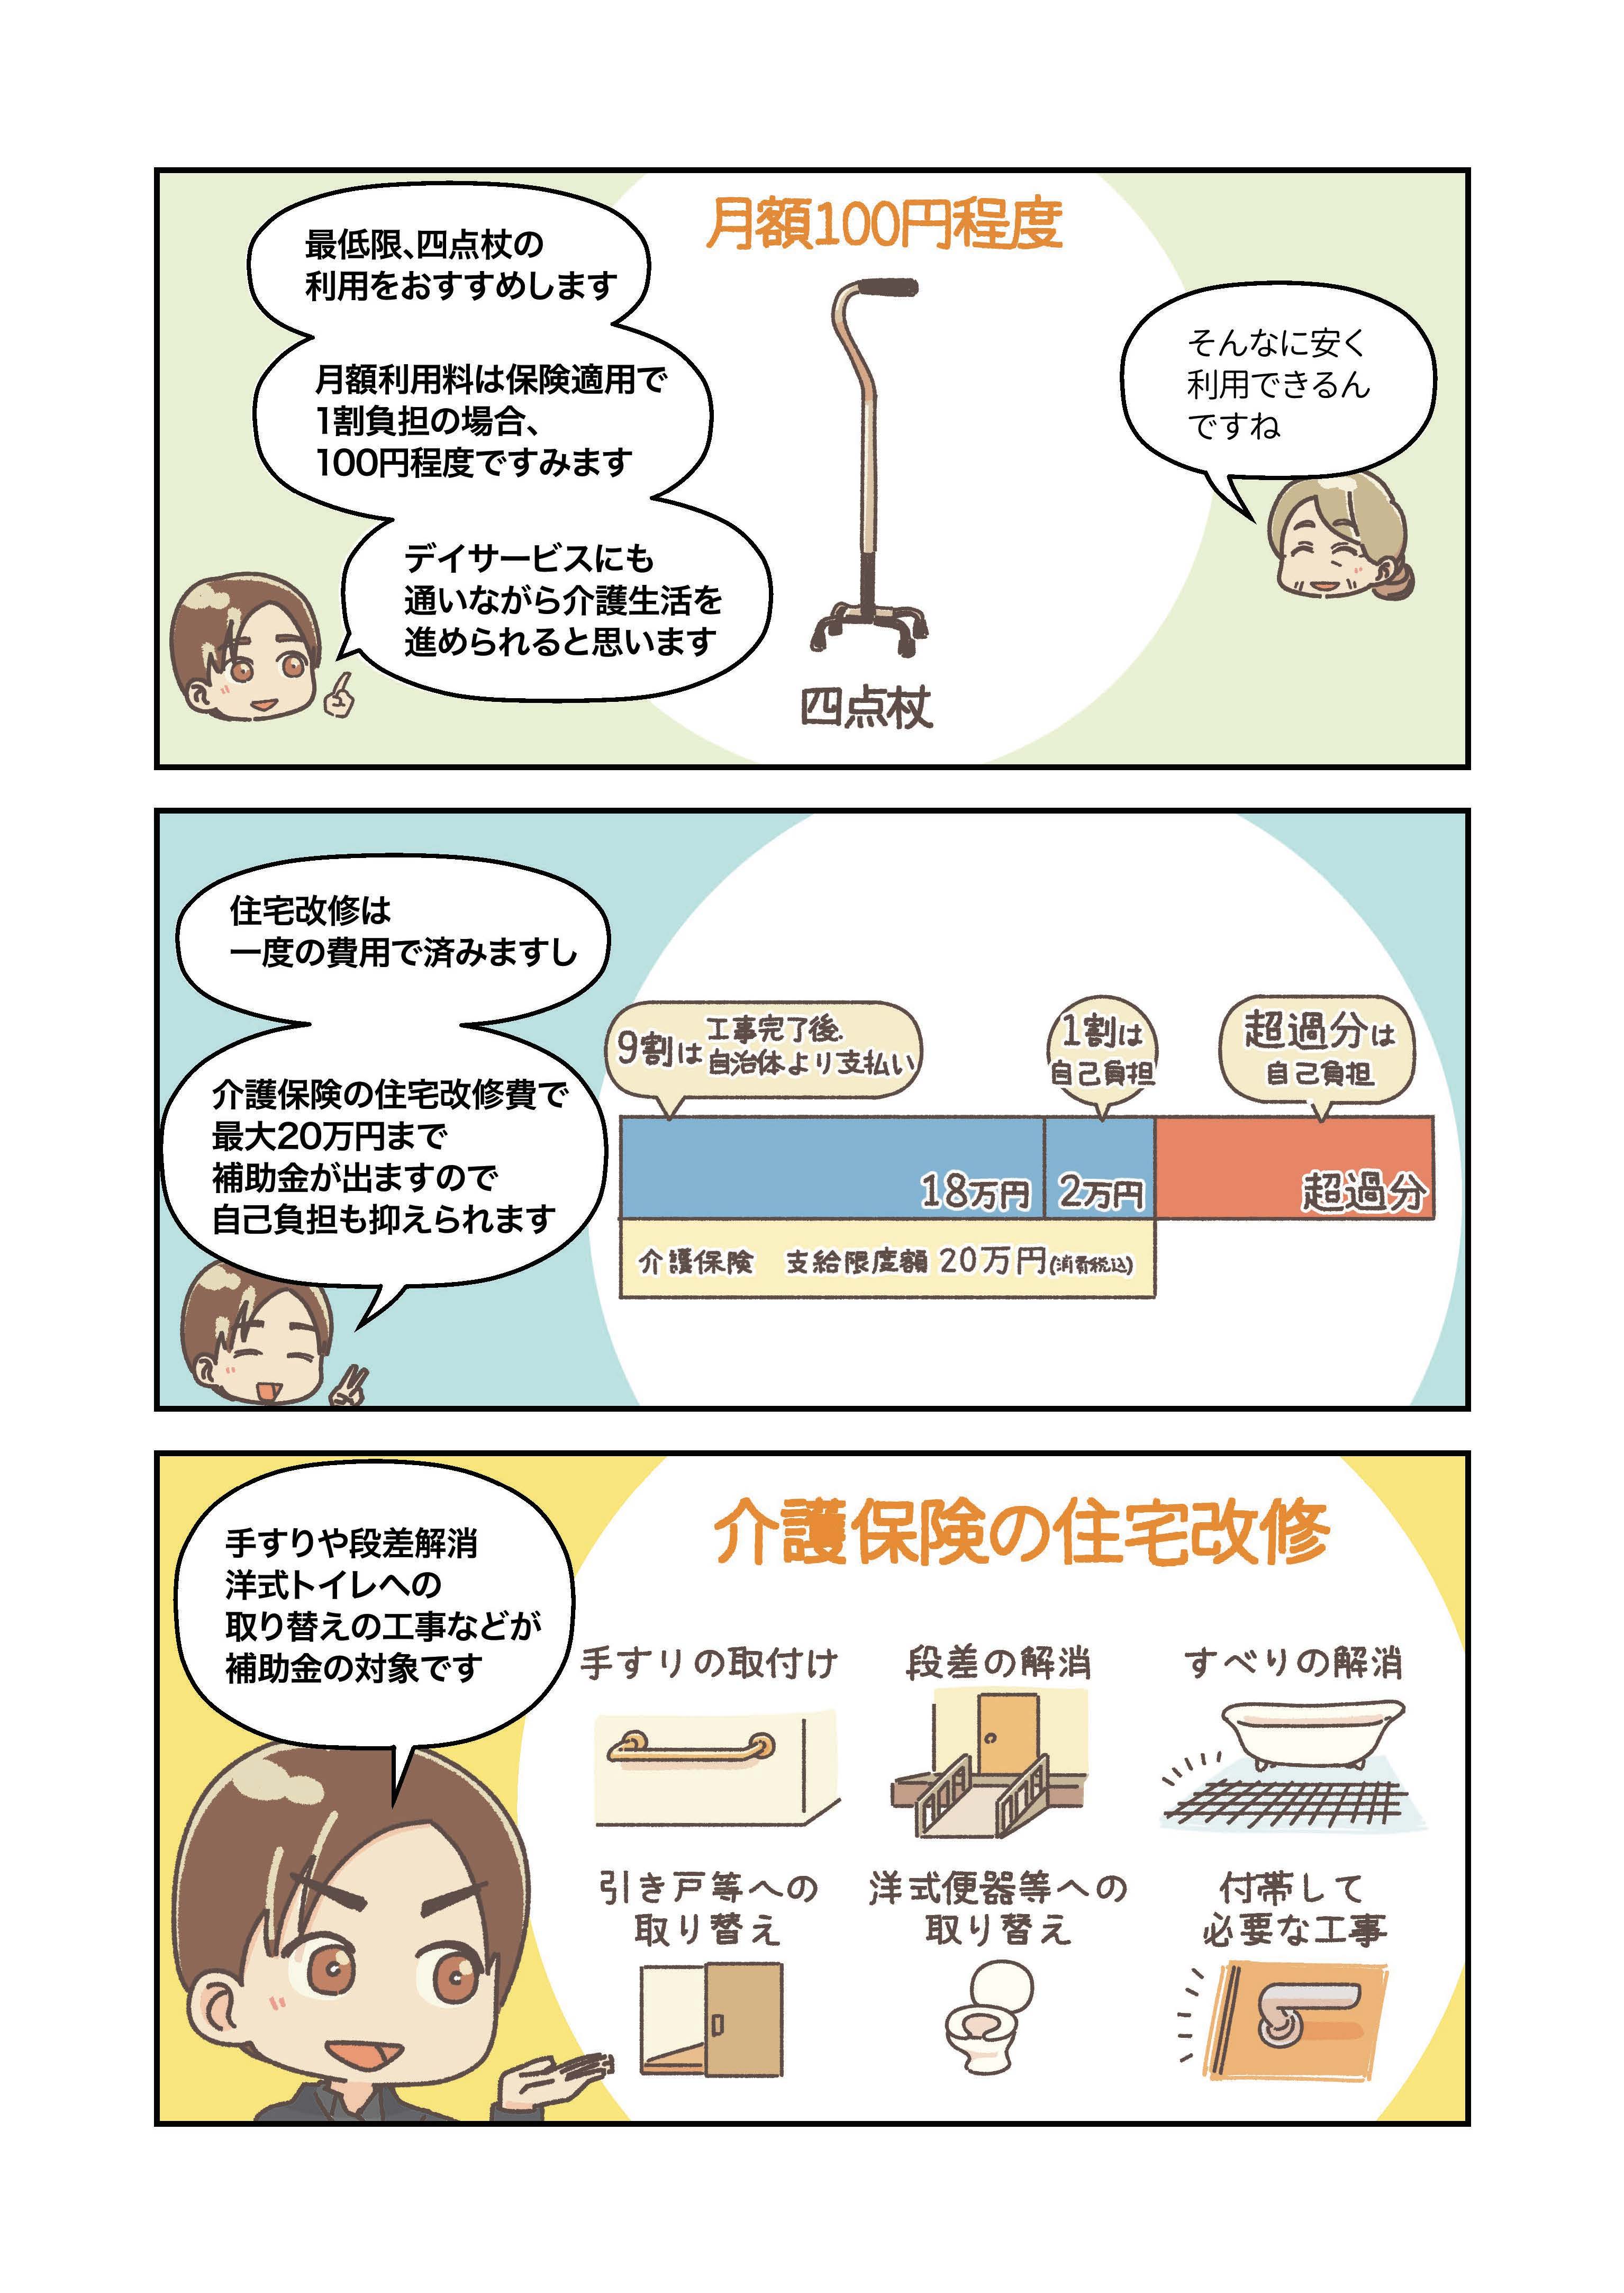 最低限、四点杖の
利用をおすすめします
月額利用料は保険適用で
1割負担の場合、
100円程度ですみます
デイサービスにも
通いながら介護生活を
進められると思います
月額100円程度
四点杖
そんなに安く
利用できるん
ですね
住宅改修は
一度の費用で済みますし
介護保険の住宅改修費で
最大20万円まで
補助金が出ますので
自己負担も抑えられます
9割は工事完了後、
自治体より支払い
1割は
自己負担
超過分は
自己負担
18万円
2万円
超過分
介護保険 支給限度額 20万円(消費税込)
手すりや段差解消
洋式トイレへの
取り替えの工事などが
補助金の対象です
介護保険の住宅改修
手すりの取付け
段差の解消
すべりの解消
引き戸等への
取り替え
洋式便器等への
取り替え
付帯して
必要な工事